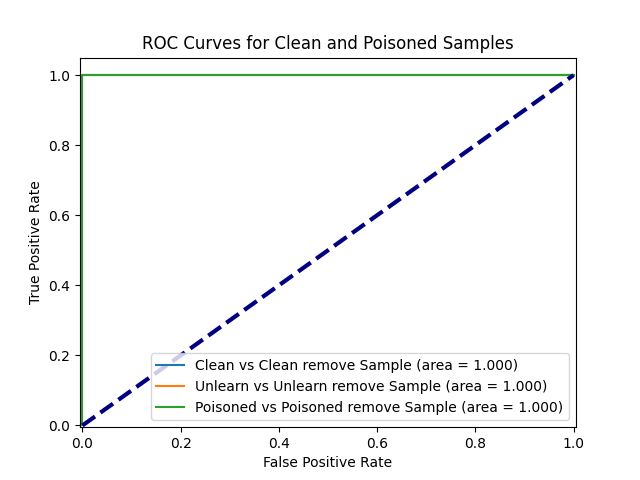 ROC Curves for Clean and Poisoned Samples
1.0
0.8
0.6
0.4
0.2
0.0
True Positive Rate
Clean vs Clean remove Sample (area = 1.000)
Unlearn vs Unlearn remove Sample (area = 1.000)
Poisoned vs Poisoned remove Sample (area = 1.000)
0.0 0.2 0.4 0.6 0.8 1.0
False Positive Rate